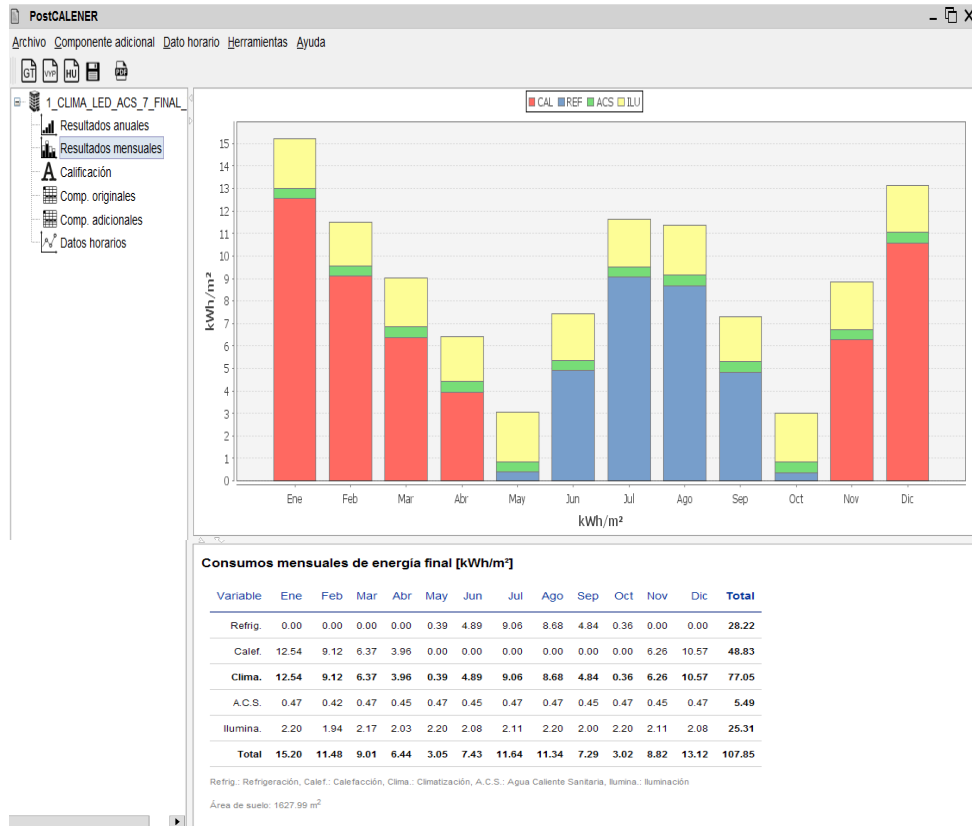 PostCALENER
Archivo Componente adicional Dato horario Herramientas Ayuda
GT VYP HU PDF
1_CLIMA_LED_ACS_7_FINAL_
Resultados anuales
Resultados mensuales
A Calificación
Comp. originales
Comp. adicionales
Datos horarios
CAL REF ACS ILU
15
14
13
12
11
10
9
8
7
6
5
4
3
2
1
0
kWh/m²
Ene Feb Mar Abr May Jun Jul Ago Sep Oct Nov Dic
kWh/m²
Consumos mensuales de energía final [kWh/m²]
Variable Ene Feb Mar Abr May Jun Jul Ago Sep Oct Nov Dic Total
Refrig. 0.00 0.00 0.00 0.00 0.39 4.89 9.06 8.68 4.84 0.36 0.00 0.00 28.22
Calef. 12.54 9.12 6.37 3.96 0.00 0.00 0.00 0.00 0.00 0.00 6.26 10.57 48.83
Clima. 12.54 9.12 6.37 3.96 0.39 4.89 9.06 8.68 4.84 0.36 6.26 10.57 77.05
A.C.S. 0.47 0.42 0.47 0.45 0.47 0.45 0.47 0.47 0.45 0.47 0.45 0.47 5.49
Ilumina. 2.20 1.94 2.17 2.03 2.20 2.08 2.11 2.20 2.00 2.20 2.11 2.08 25.31
Total 15.20 11.48 9.01 6.44 3.05 7.43 11.64 11.34 7.29 3.02 8.82 13.12 107.85
Refrig.: Refrigeración, Calef.: Calefacción, Clima.: Climatización, A.C.S.: Agua Caliente Sanitaria, Ilumina.: Iluminación
Área de suelo: 1627.99 m²